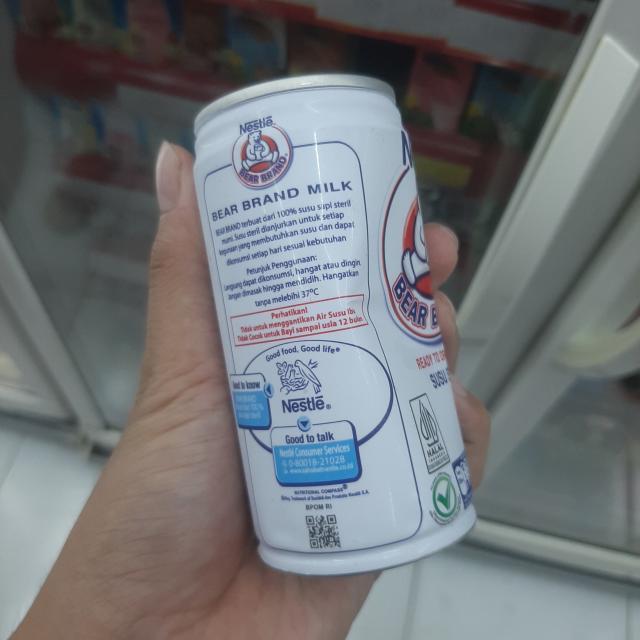 Nestlé
BEAR BRAND
BEAR BRAND MILK
BEAR BRAND terbuat dari 100% susu sapi steril
murni. Susu steril dianjurkan untuk setiap
keperluan yang membutuhkan susu dan dapat
dikonsumsi setiap hari sesuai kebutuhan
Petunjuk Penggunaan:
Langsung dapat dikonsumsi, hangat atau dingin
Jangan dimasak hingga mendidih. Hangatkan
tanpa melebihi 37°C
Perhatikan!
Tidak untuk menggantikan Air Susu Ibu
Tidak Cocok untuk Bayi sampai usia 12 bulan
Good food, Good life®
Nestlé®
Good to know
BEAR BRAND
Good to talk
Nestlé Consumer Services
0-80018-21028
NUTRITIONAL COMPASS®
BPOM RI
BEAR B
READY TO DR
SUSU
HALAL